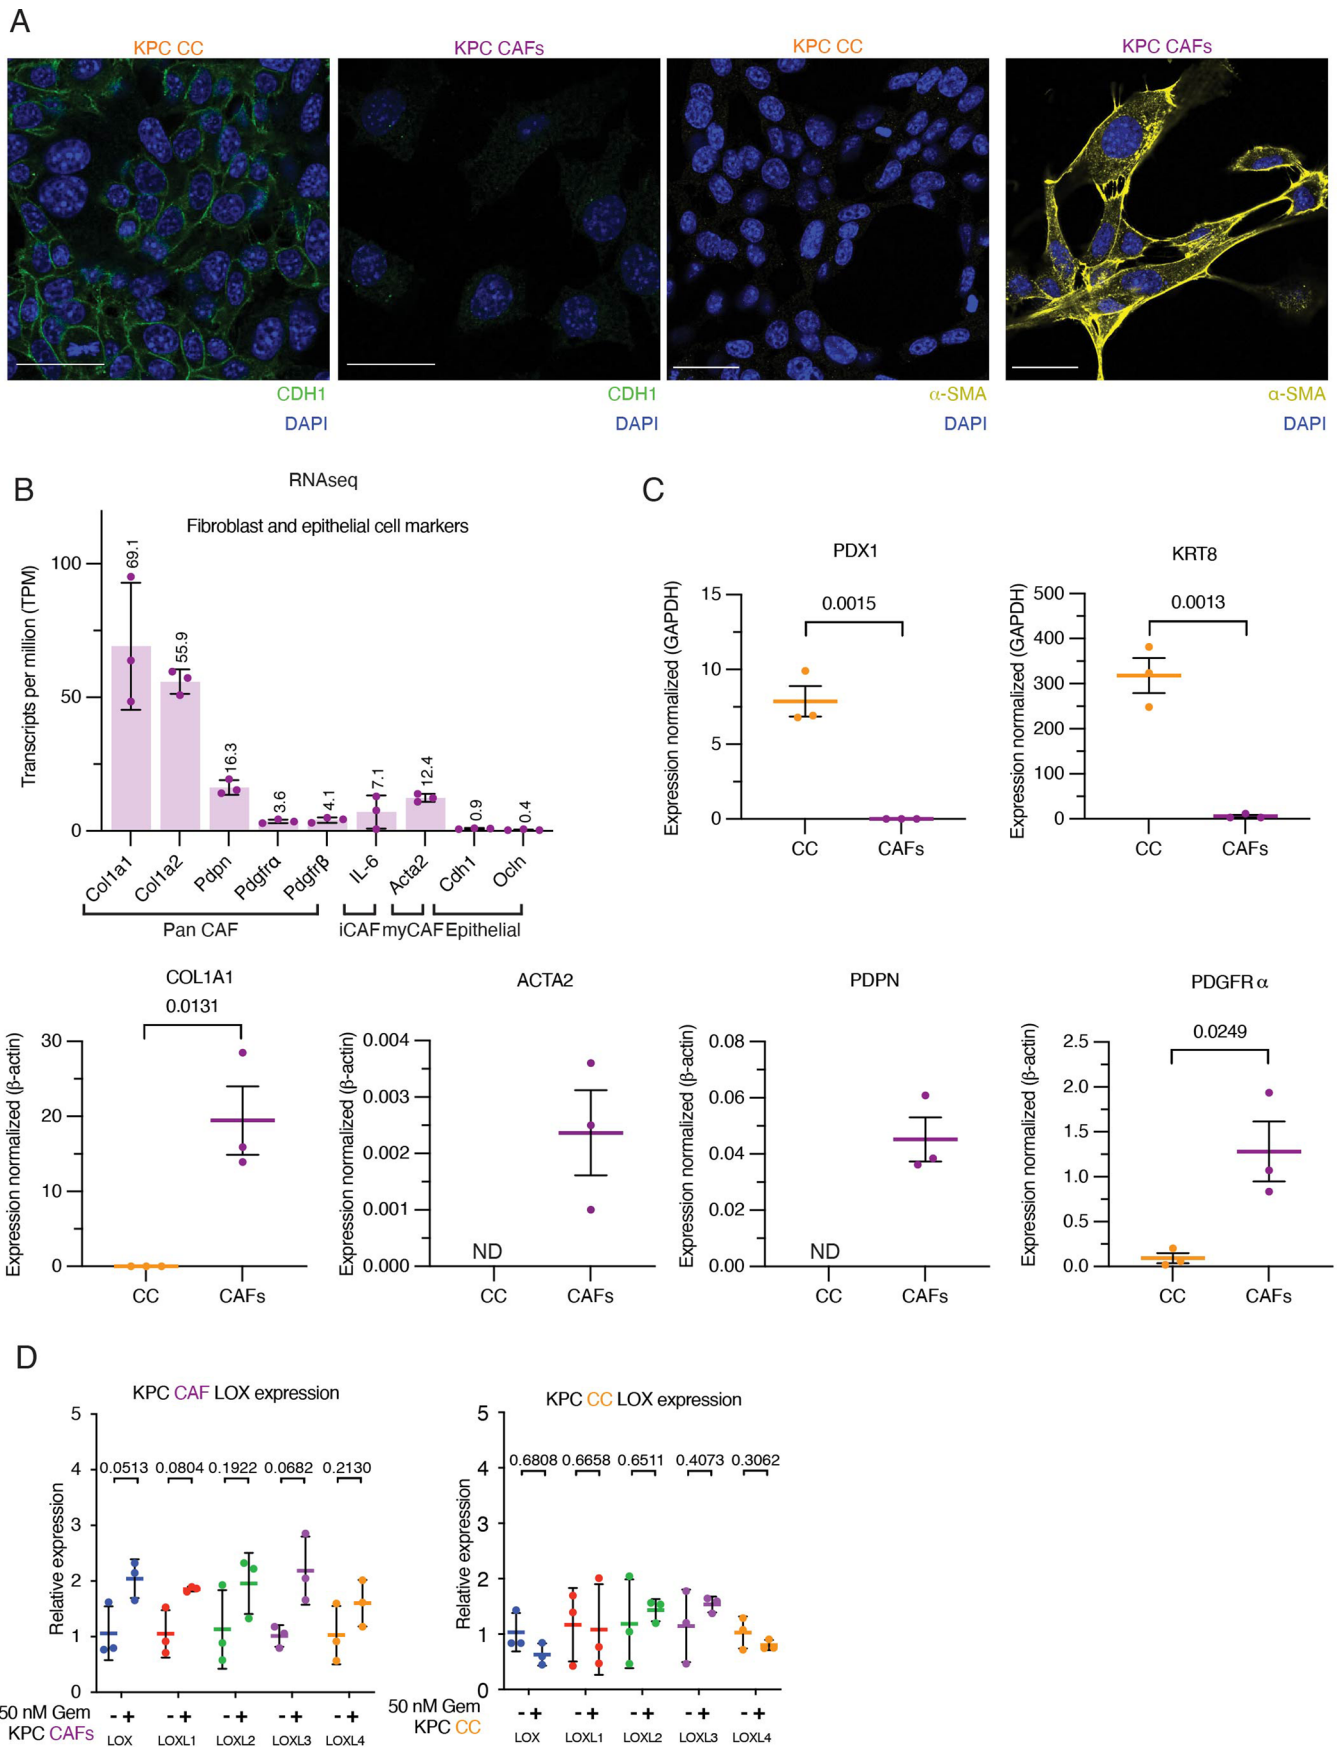 A
KPC CC
KPC CAFs
KPC CC
KPC CAFs
CDH1
DAPI
CDH1
DAPI
α-SMA
DAPI
α-SMA
DAPI
B
RNAseq
Fibroblast and epithelial cell markers
Transcripts per million (TPM)
100
50
0
69.1
55.9
16.3
3.6
4.1
7.1
12.4
0.9
0.4
Col1a1
Col1a2
Pdpn
Pdgfrα
Pdgfrβ
IL-6
Acta2
Cdh1
Ocln
Pan CAF
iCAF
myCAF
Epithelial
C
PDX1
0.0015
Expression normalized (GAPDH)
15
10
5
0
CC
CAFs
KRT8
0.0013
Expression normalized (GAPDH)
500
400
300
200
100
0
CC
CAFs
COL1A1
0.0131
Expression normalized (β-actin)
30
20
10
0
CC
CAFs
ACTA2
Expression normalized (β-actin)
0.004
0.003
0.002
0.001
0.000
ND
CC
CAFs
PDPN
Expression normalized (β-actin)
0.08
0.06
0.04
0.02
0.00
ND
CC
CAFs
PDGFR α
0.0249
Expression normalized (β-actin)
2.5
2.0
1.5
1.0
0.5
0.0
CC
CAFs
D
KPC CAF LOX expression
Relative expression
5
4
3
2
1
0
0.0513
0.0804
0.1922
0.0682
0.2130
50 nM Gem
- + - + - + - + - +
KPC CAFs
LOX
LOXL1
LOXL2
LOXL3
LOXL4
KPC CC LOX expression
Relative expression
5
4
3
2
1
0
0.6808
0.6658
0.6511
0.4073
0.3062
50 nM Gem
- + - + - + - + - +
KPC CC
LOX
LOXL1
LOXL2
LOXL3
LOXL4